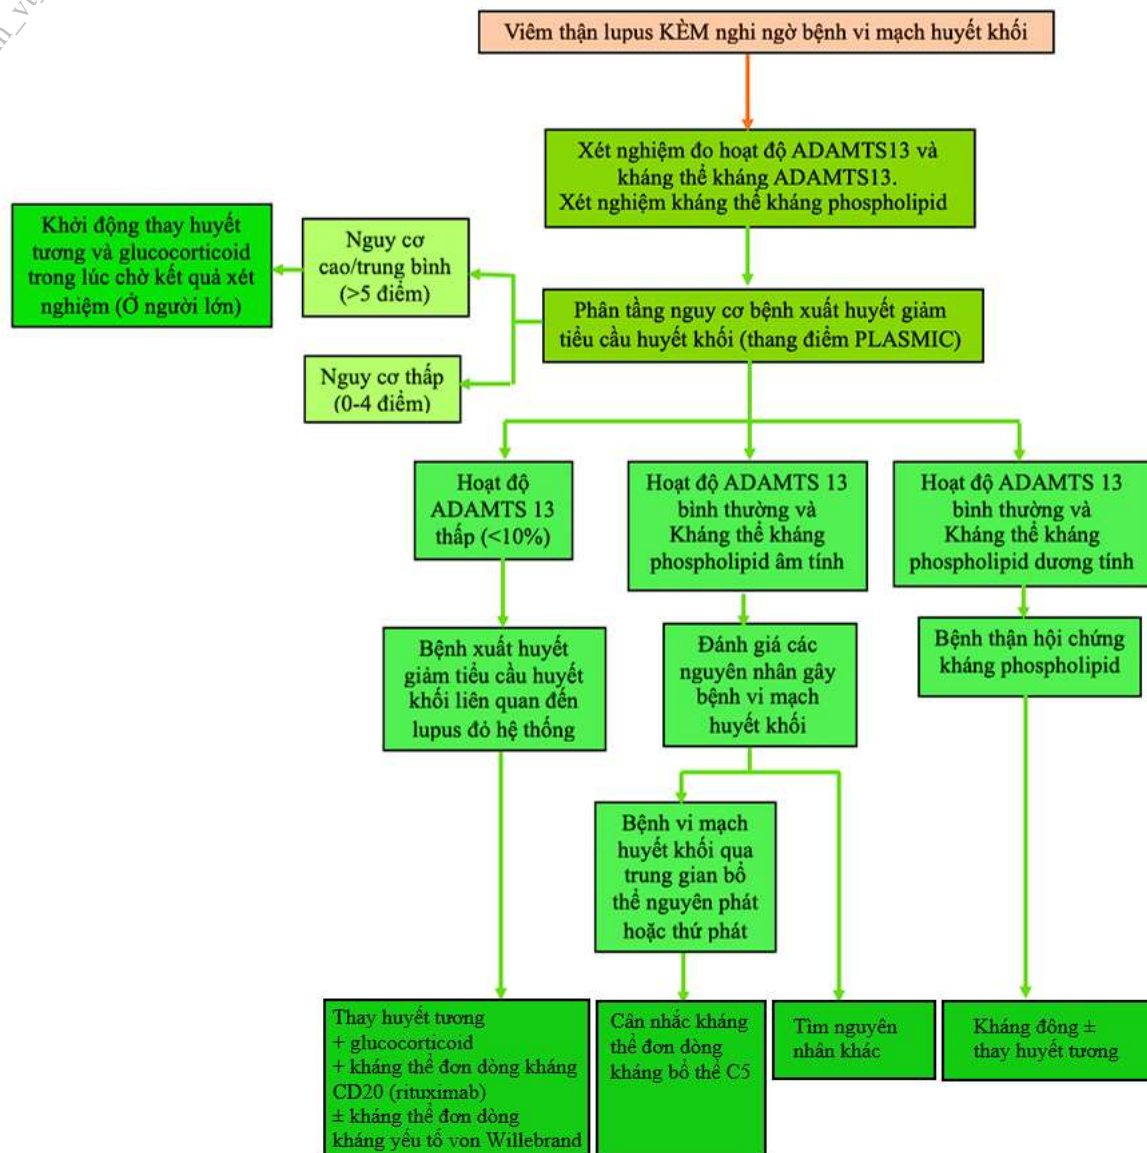 Viêm thận lupus KÈM nghi ngờ bệnh vi mạch huyết khối
Xét nghiệm đo hoạt độ ADAMTS13 và
kháng thể kháng ADAMTS13.
Xét nghiệm kháng thể kháng phospholipid
Khởi động thay huyết
tương và glucocorticoid
trong lúc chờ kết quả xét
nghiệm (Ở người lớn)
Nguy cơ
cao/trung bình
(>5 điểm)
Phân tầng nguy cơ bệnh xuất huyết giảm
tiểu cầu huyết khối (thang điểm PLASMIC)
Nguy cơ thấp
(0-4 điểm)
Hoạt độ
ADAMTS 13
thấp (<10%)
Hoạt độ ADAMTS 13
bình thường và
Kháng thể kháng
phospholipid âm tính
Hoạt độ ADAMTS 13
bình thường và
Kháng thể kháng
phospholipid dương tính
Bệnh xuất huyết
giảm tiểu cầu huyết
khối liên quan đến
lupus đỏ hệ thống
Đánh giá các
nguyên nhân gây
bệnh vi mạch
huyết khối
Bệnh thận hội chứng
kháng phospholipid
Bệnh vi mạch
huyết khối qua
trung gian bổ
thể nguyên phát
hoặc thứ phát
Thay huyết tương
+ glucocorticoid
+ kháng thể đơn dòng kháng
CD20 (rituximab)
± kháng thể đơn dòng
kháng yếu tố von Willebrand
Cân nhắc kháng
thể đơn dòng
kháng bổ thể C5
Tìm nguyên
nhân khác
Kháng đông ±
thay huyết tương